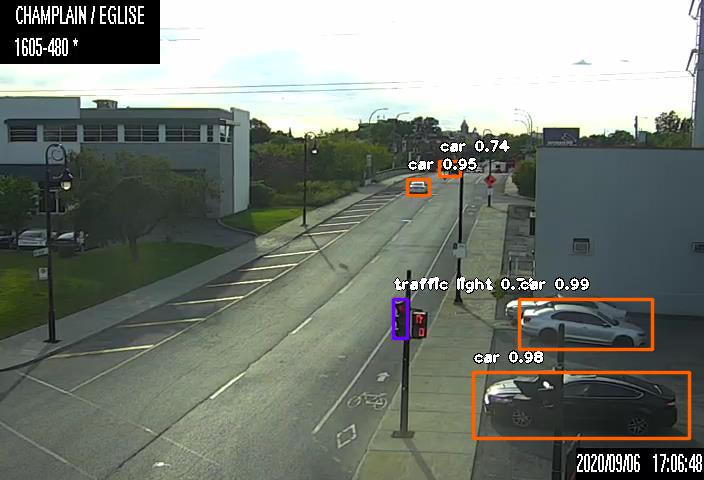 CHAMPLAIN / EGLISE
1605-480 *
car 0.74
car 0.95
traffic light 0.7
car 0.99
car 0.98
2020/09/06 17:06:48